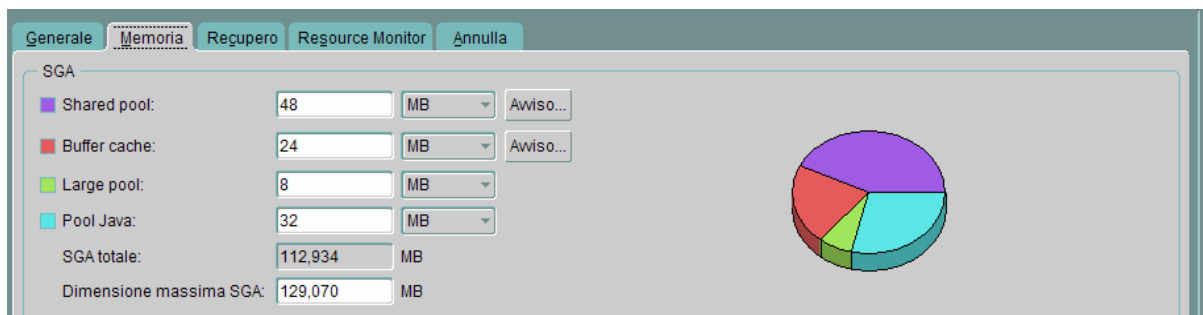 Generale Memoria Recupero Resource Monitor Annulla
SGA
Shared pool: 48 MB Avviso...
Buffer cache: 24 MB Avviso...
Large pool: 8 MB
Pool Java: 32 MB
SGA totale: 112,934 MB
Dimensione massima SGA: 129,070 MB